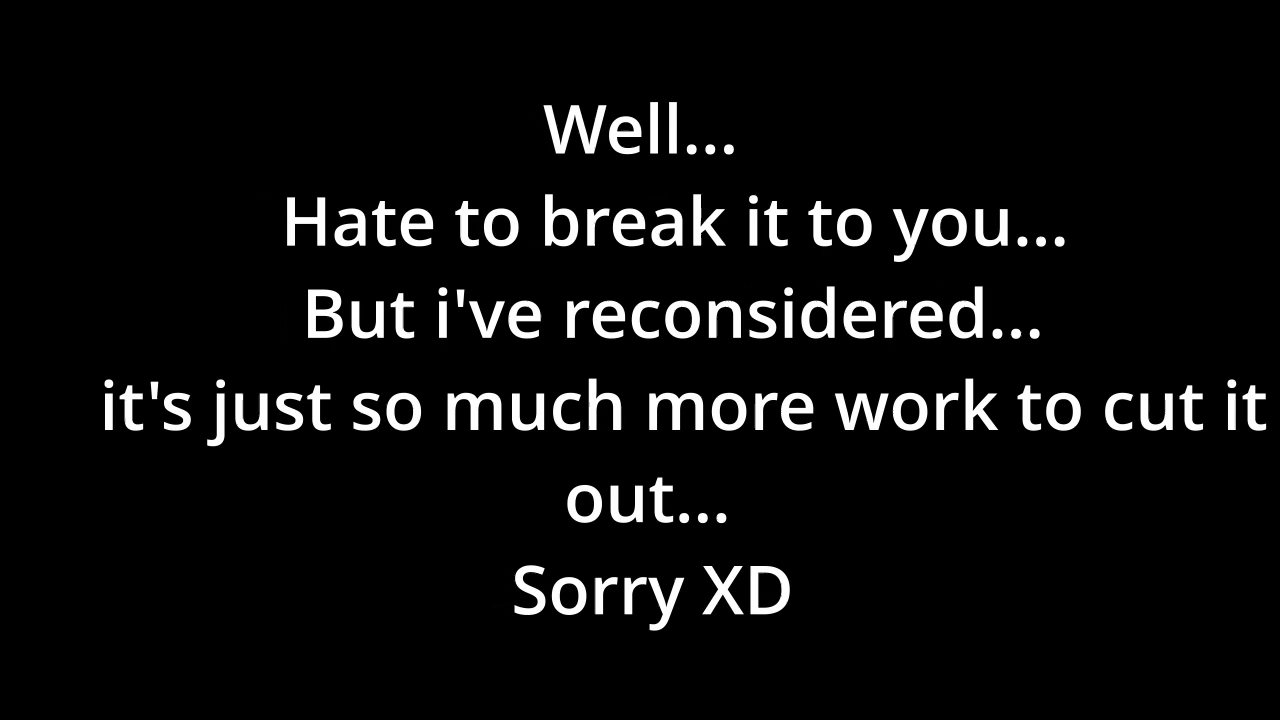 Well...
Hate to break it to you...
But i've reconsidered...
it's just so much more work to cut it
out...
Sorry XD